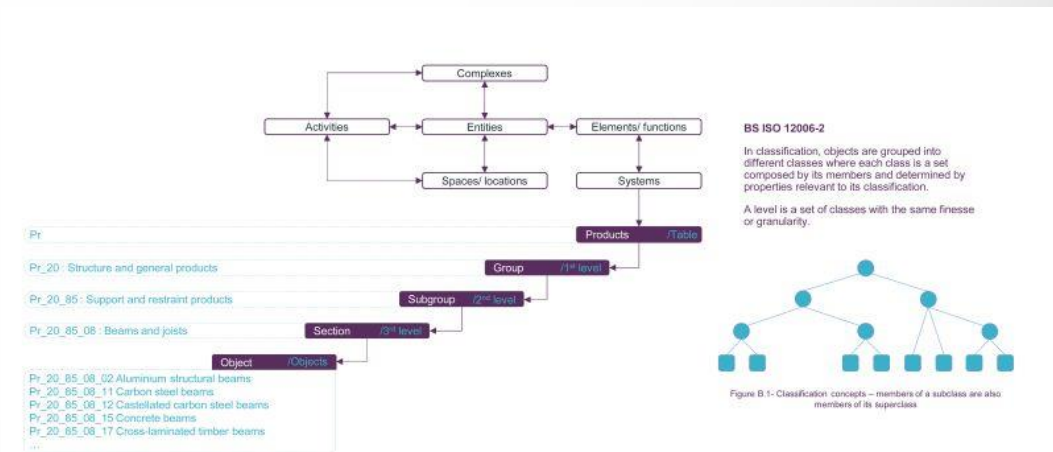 Complexes
Activities
Entities
Elements/ functions
Spaces/ locations
Systems
Pr
Products /Table
Pr_20 : Structure and general products
Group /1st level
Pr_20_85 : Support and restraint products
Subgroup /2nd level
Pr_20_85_08 : Beams and joists
Section /3rd level
Object /Objects
Pr_20_85_08_02 Aluminium structural beams
Pr_20_85_08_11 Carbon steel beams
Pr_20_85_08_12 Castellated carbon steel beams
Pr_20_85_08_15 Concrete beams
Pr_20_85_08_17 Cross-laminated timber beams
...
BS ISO 12006-2
In classification, objects are grouped into
different classes where each class is a set
composed by its members and determined by
properties relevant to its classification.
A level is a set of classes with the same finesse
or granularity.
Figure B.1- Classification concepts – members of a subclass are also
members of its superclass